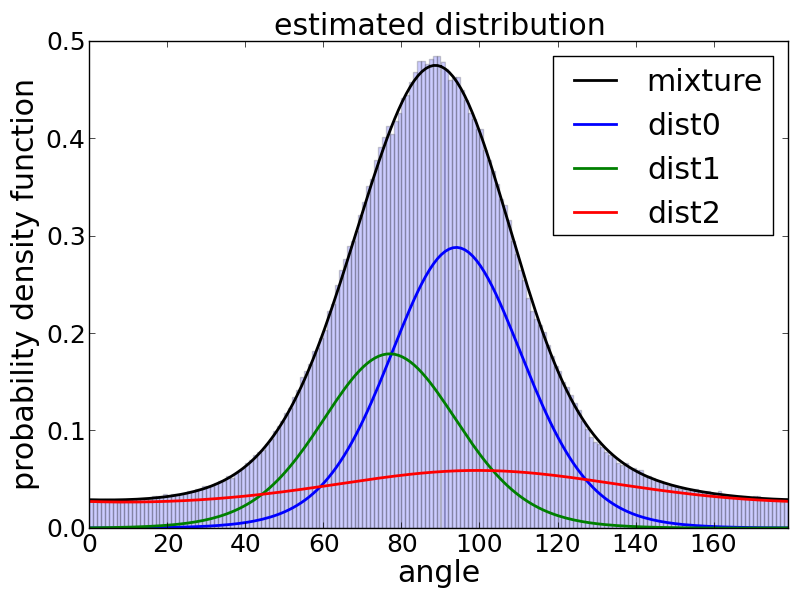 estimated distribution
probability density function
0.5
0.4
0.3
0.2
0.1
0.0
mixture
dist0
dist1
dist2
0 20 40 60 80 100 120 140 160
angle